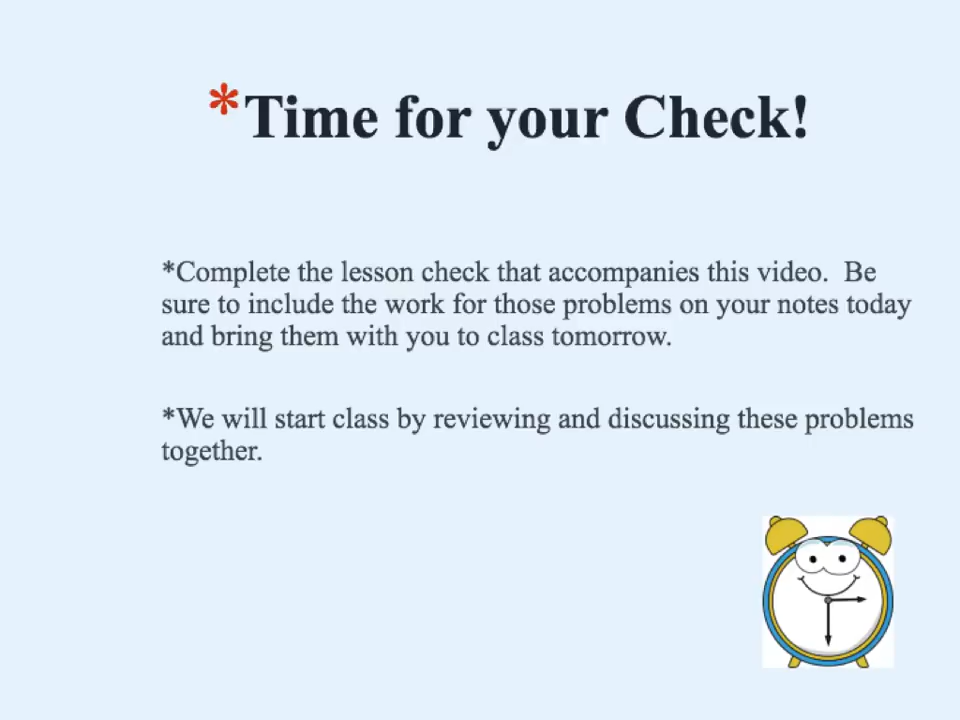 *Time for your Check!
*Complete the lesson check that accompanies this video.  Be
sure to include the work for those problems on your notes today
and bring them with you to class tomorrow.
*We will start class by reviewing and discussing these problems
together.